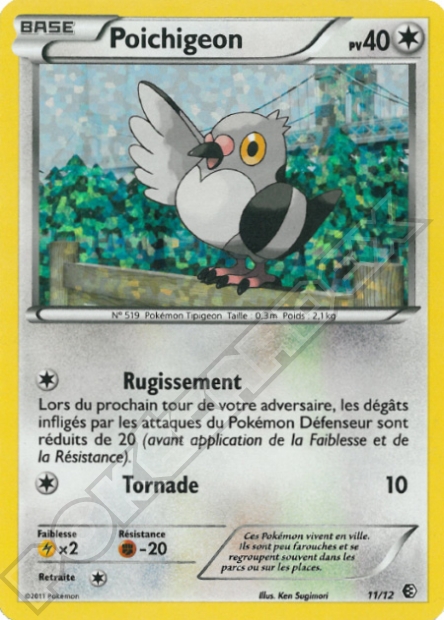 BASE
Poichigeon
PV40
N° 519 Pokémon Tipigeon Taille : 0,3m Poids : 2,1kg
Rugissement
Lors du prochain tour de votre adversaire, les dégâts
infligés par les attaques du Pokémon Défenseur sont
réduits de 20 (avant application de la Faiblesse et de
la Résistance).
Tornade 10
Faiblesse
×2
Résistance
-20
Retraite
Ces Pokémon vivent en ville.
Ils sont peu farouches et se
regroupent souvent dans les
parcs ou sur les places.
©2011 Pokémon
Illus. Ken Sugimori
11/12